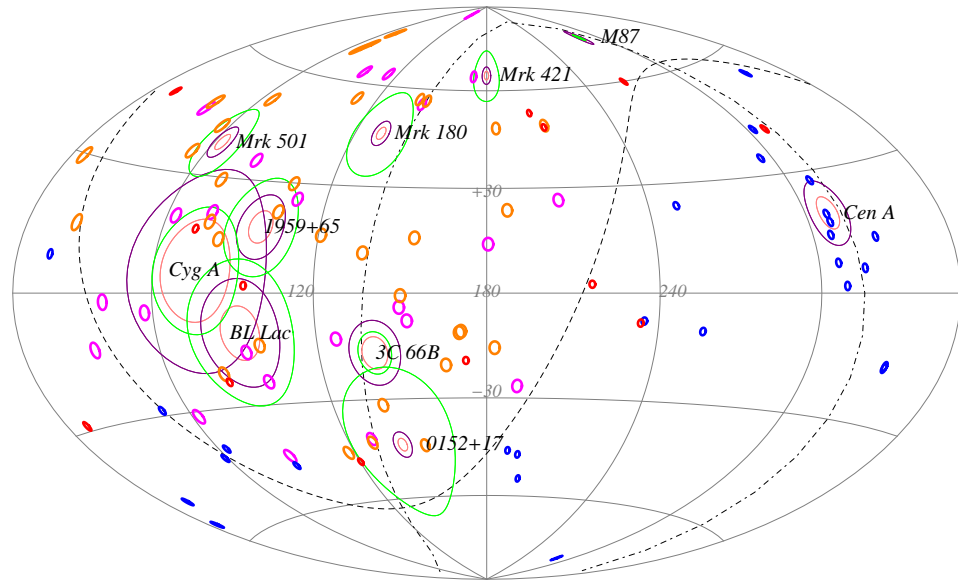 M87
Mrk 421
Mrk 501
Mrk 180
+30
1959+65
Cen A
Cyg A
120
180
240
BL Lac
3C 66B
−30
0152+17